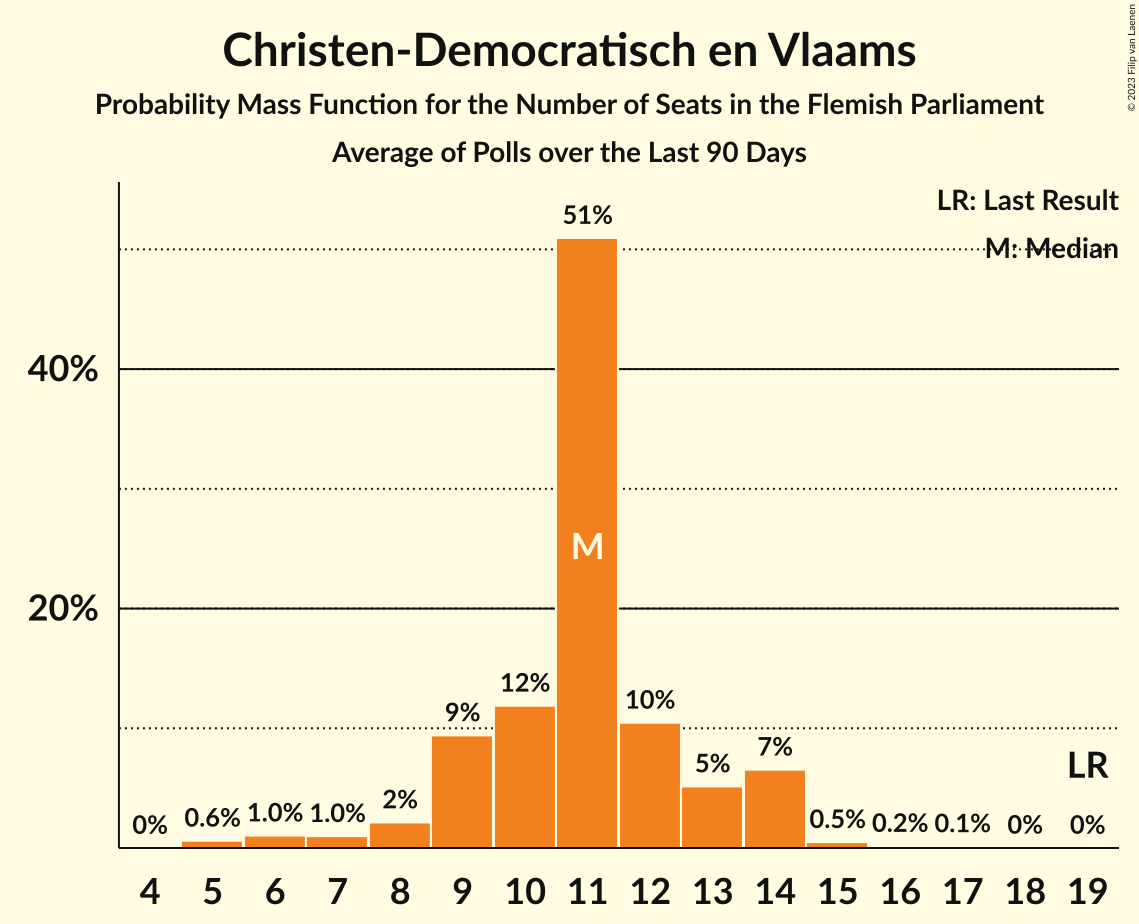 Christen-Democratisch en Vlaams
Probability Mass Function for the Number of Seats in the Flemish Parliament
Average of Polls over the Last 90 Days
© 2023 Filip van Laenen
LR: Last Result
M: Median
51%
40%
M
20%
12%
10%
9%
7%
5%
LR
0% 0.6% 1.0% 1.0% 2% 0.5% 0.2% 0.1% 0% 0%
4 5 6 7 8 9 10 11 12 13 14 15 16 17 18 19